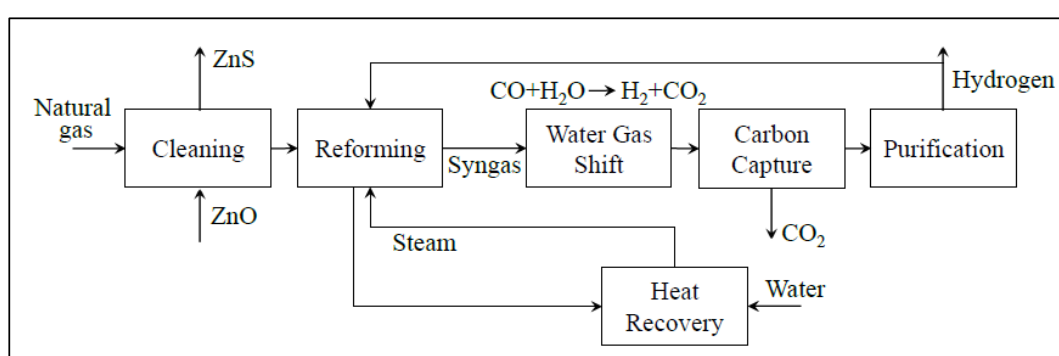 ZnS
Hydrogen
CO+H₂O→H₂+CO₂
Natural
gas
Cleaning
Reforming
Syngas
Water Gas
Shift
Carbon
Capture
Purification
ZnO
Steam
CO₂
Heat
Recovery
Water